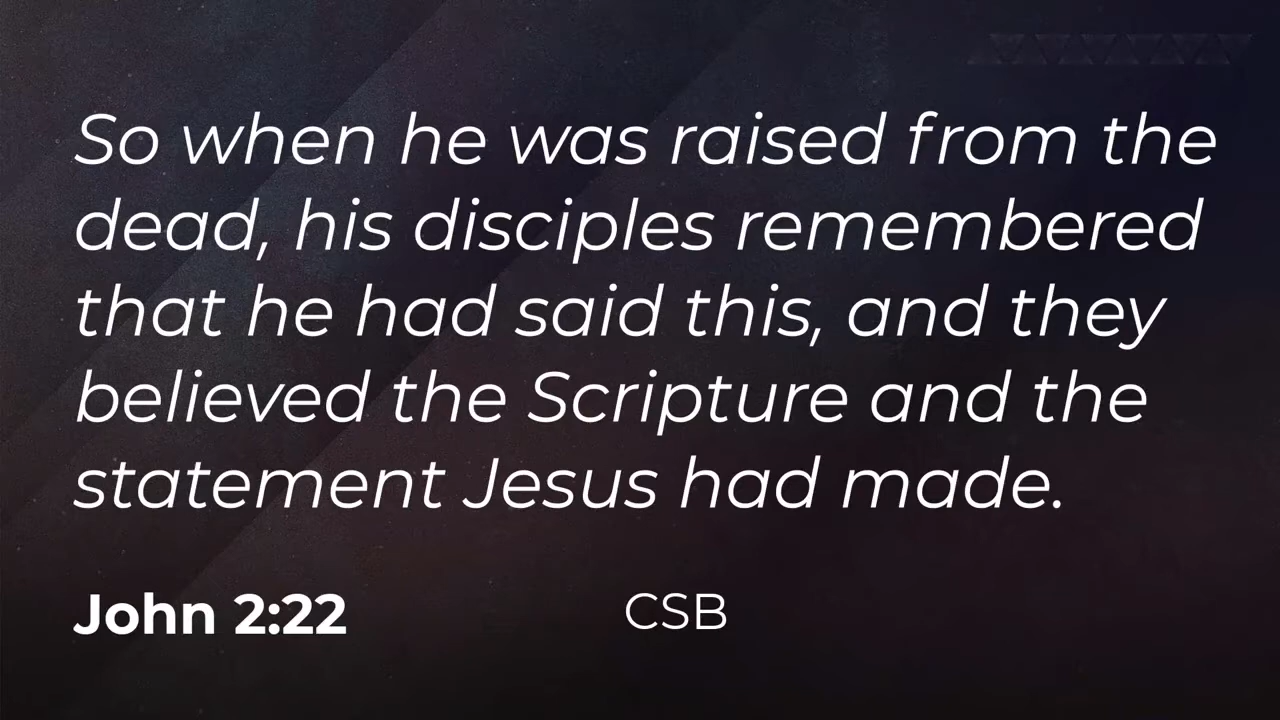 So when he was raised from the
dead, his disciples remembered
that he had said this, and they
believed the Scripture and the
statement Jesus had made.
John 2:22 CSB